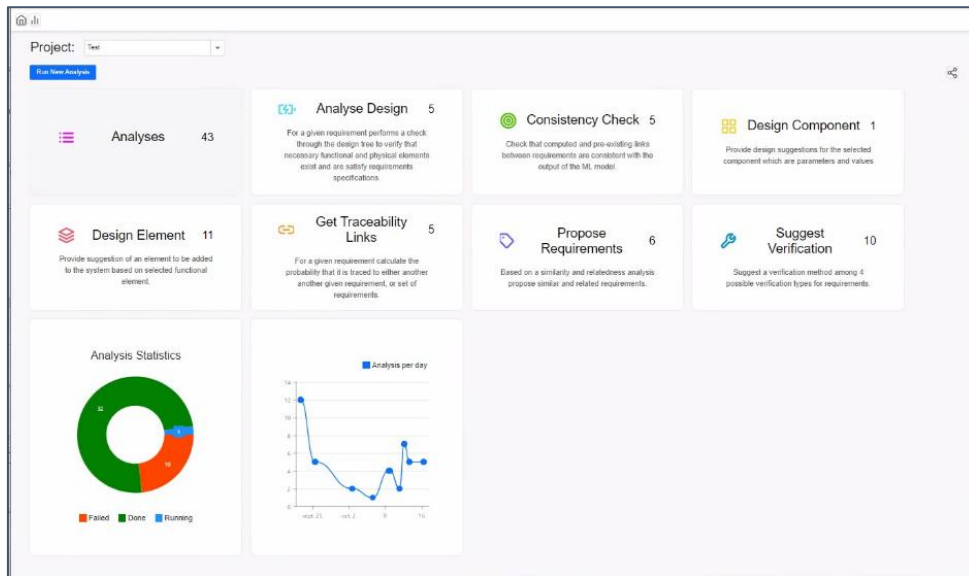 Project:
Test
Run New Analysis
Analyses 43
Analyse Design 5
For a given requirement performs a check
through the design tree to verify that
necessary functional and physical elements
exist and are satisfy requirements
specifications.
Consistency Check 5
Check that computed and pre-existing links
between requirements are consistent with the
output of the ML model.
Design Component 1
Provide design suggestions for the selected
component which are parameters and values
Design Element 11
Provide suggestion of an element to be added
to the system based on selected functional
element.
Get Traceability
Links 5
For a given requirement calculate the
probability that it is traced to either another
another given requirement, or set of
requirements.
Propose
Requirements 6
Based on a similarity and relatedness analysis
propose similar and related requirements.
Suggest
Verification 10
Suggest a verification method among 4
possible verification types for requirements.
Analysis Statistics
32
10
Failed Done Running
Analysis per day
14
12
10
8
6
4
2
0
sept. 25 oct. 2 9 16